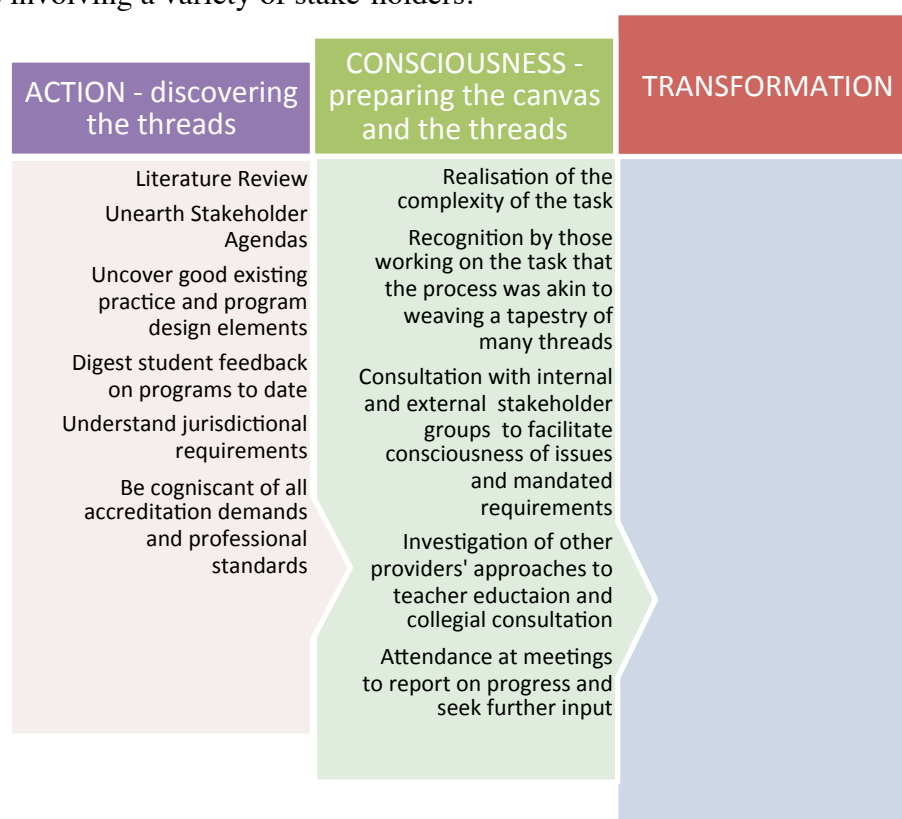 involving a variety of stake-holders?
ACTION - discovering
the threads
Literature Review
Unearth Stakeholder
Agendas
Uncover good existing
practice and program
design elements
Digest student feedback
on programs to date
Understand jurisdictional
requirements
Be cogniscant of all
accreditation demands
and professional
standards
CONSCIOUSNESS -
preparing the canvas
and the threads
Realisation of the
complexity of the task
Recognition by those
working on the task that
the process was akin to
weaving a tapestry of
many threads
Consultation with internal
and external stakeholder
groups to facilitate
consciousness of issues
and mandated
requirements
Investigation of other
providers' approaches to
teacher eductaion and
collegial consultation
Attendance at meetings
to report on progress and
seek further input
TRANSFORMATION